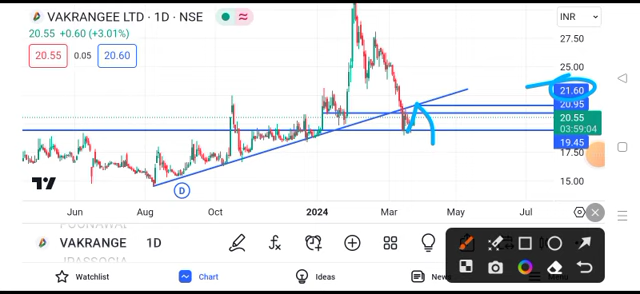 VAKRANGEE LTD · 1D · NSE
INR
20.55 +0.60 (+3.01%)
20.55 0.05 20.60
27.50
25.00
21.60
20.95
20.55
03:59:04
19.45
17.50
15.00
D
Jun Aug Oct 2024 Mar May Jul
VAKRANGE 1D
Watchlist Chart Ideas News